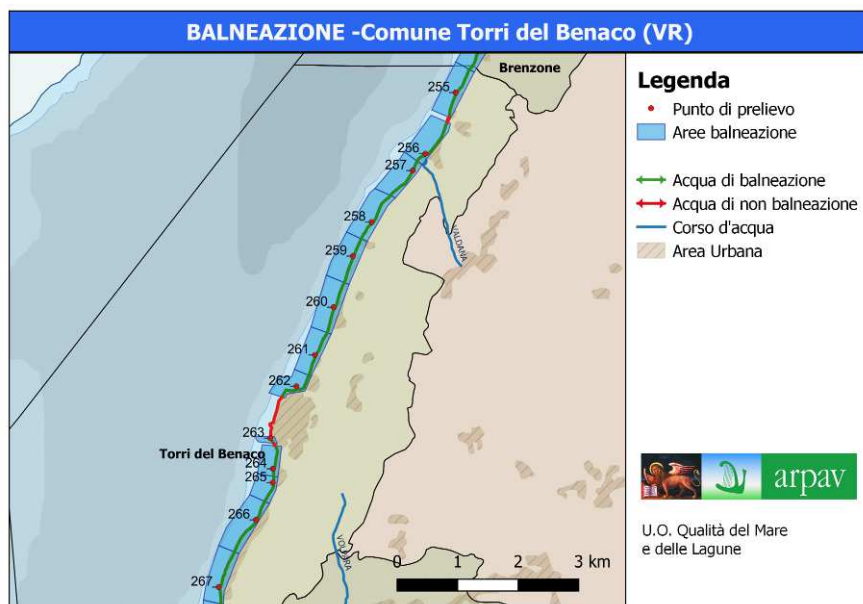 BALNEAZIONE -Comune Torri del Benaco (VR)
Brenzone
255
256
257
258
VALDANA
259
260
261
262
263
Torri del Benaco
264
265
266
VOLPARA
267
0 1 2 3 km
Legenda
Punto di prelievo
Aree balneazione
Acqua di balneazione
Acqua di non balneazione
Corso d'acqua
Area Urbana
arpav
U.O. Qualità del Mare
e delle Lagune